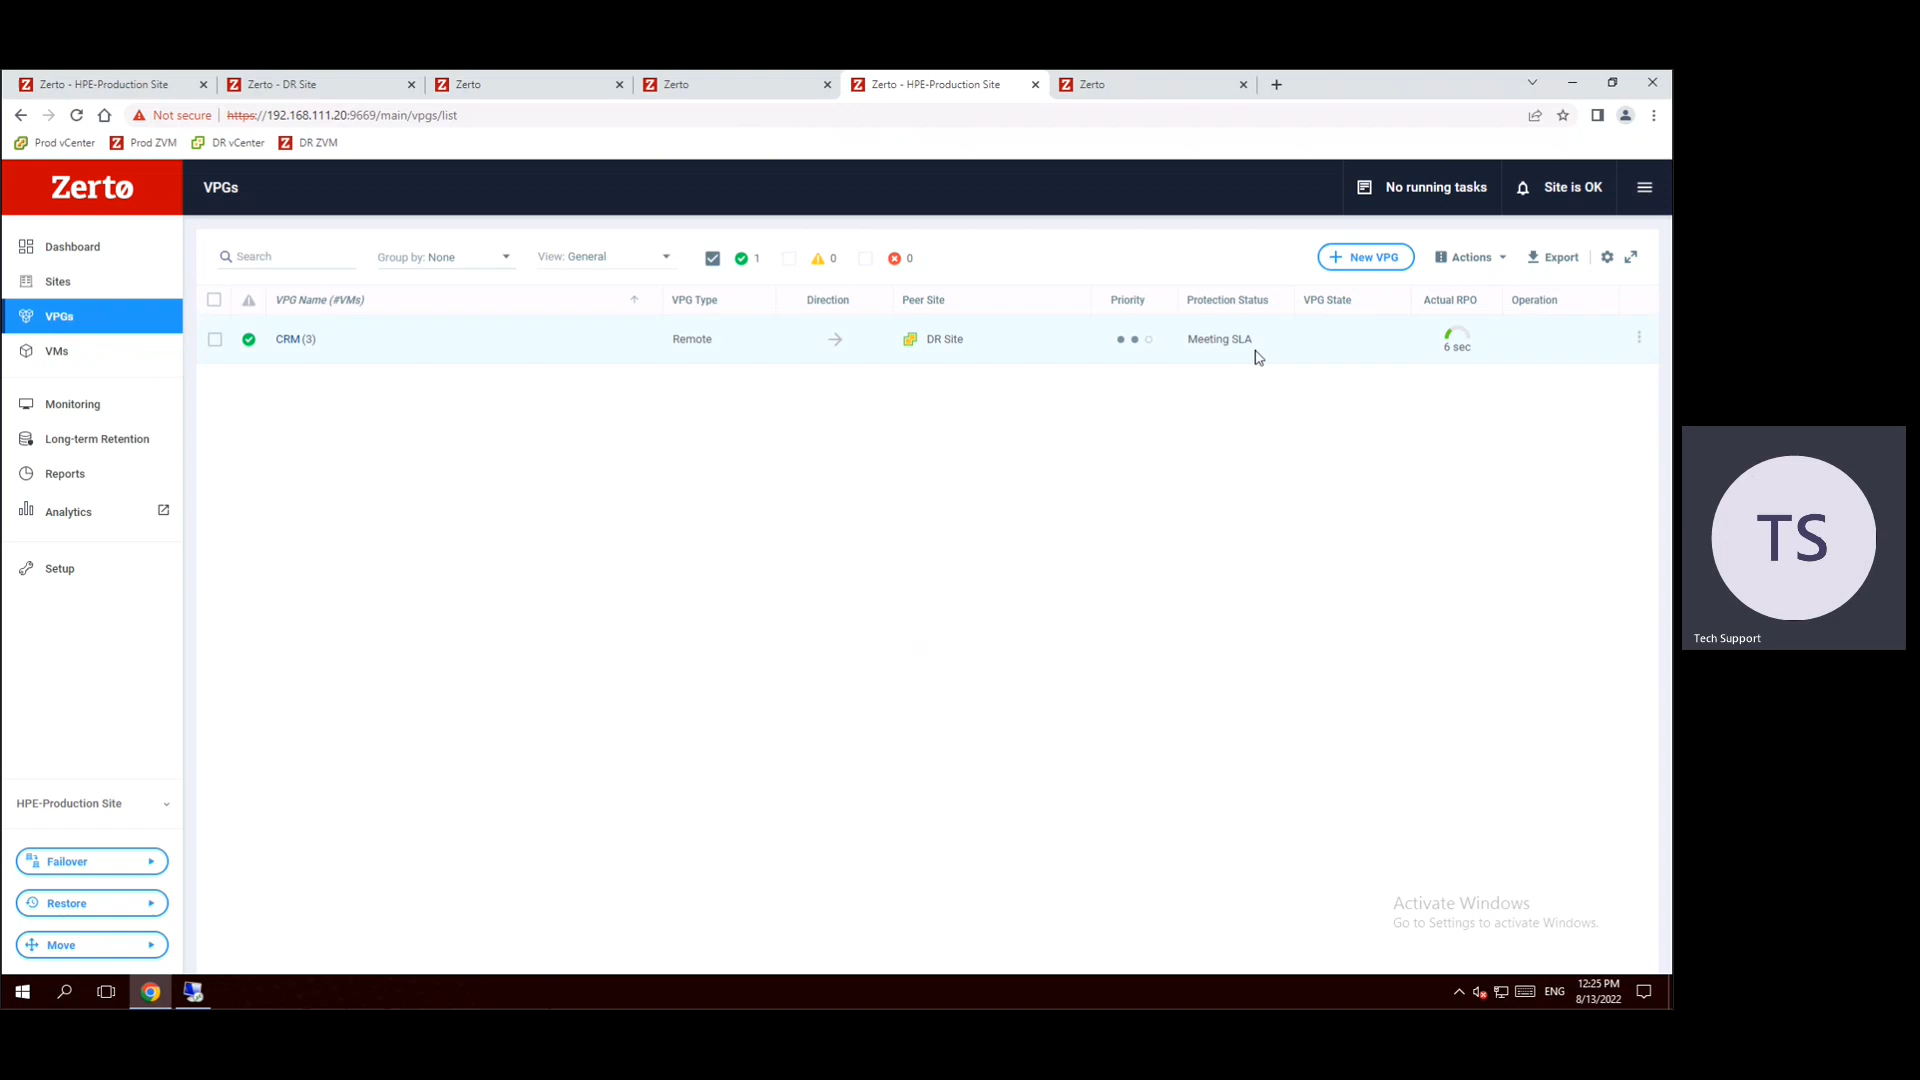 Zerto - HPE-Production Site
Zerto - DR Site
Zerto
Zerto
Zerto - HPE-Production Site
Zerto
Not secure https://192.168.111.20:9669/main/vpgs/list
Prod vCenter
Prod ZVM
DR vCenter
DR ZVM
Zerto
VPGs
No running tasks
Site is OK
Dashboard
Sites
VPGs
VMs
Monitoring
Long-term Retention
Reports
Analytics
Setup
HPE-Production Site
Failover
Restore
Move
Search
Group by: None
View: General
1
0
0
New VPG
Actions
Export
VPG Name (#VMs) VPG Type Direction Peer Site Priority Protection Status VPG State Actual RPO Operation
CRM (3) Remote DR Site Meeting SLA 6 sec
Activate Windows
Go to Settings to activate Windows.
ENG
12:25 PM
8/13/2022
TS
Tech Support